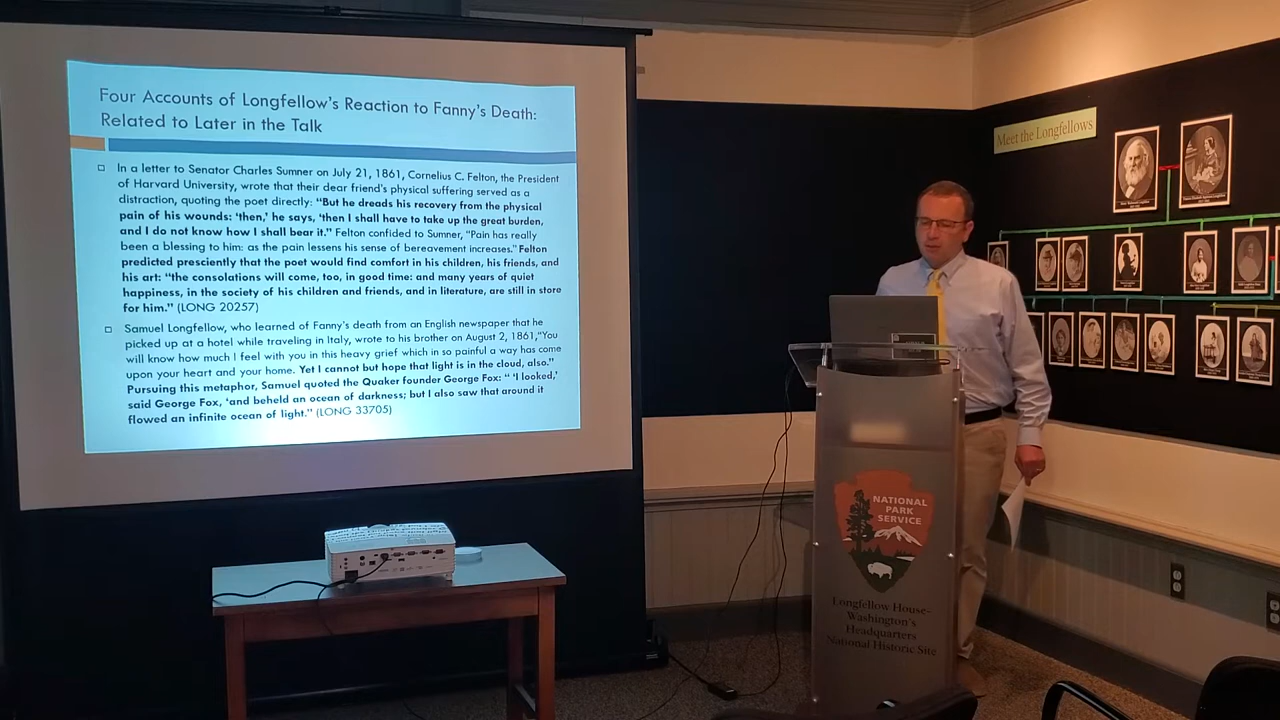 Four Accounts of Longfellow's Reaction to Fanny's Death:
Related to Later in the Talk
In a letter to Senator Charles Sumner on July 21, 1861, Cornelius C. Felton, the President
of Harvard University, wrote that their dear friend's physical suffering served as a
distraction, quoting the poet directly: "But he dreads his recovery from the physical
pain of his wounds: 'then,' he says, 'then I shall have to take up the great burden,
and I do not know how I shall bear it." Felton confided to Sumner, "Pain has really
been a blessing to him: as the pain lessens his sense of bereavement increases." Felton
predicted presciently that the poet would find comfort in his children, his friends, and
his art: "the consolations will come, too, in good time: and many years of quiet
happiness, in the society of his children and friends, and in literature, are still in store
for him." (LONG 20257)
Samuel Longfellow, who learned of Fanny's death from an English newspaper that he
picked up at a hotel while traveling in Italy, wrote to his brother on August 2, 1861,"You
will know how much I feel with you in this heavy grief which in so painful a way has come
upon your heart and your home. Yet I cannot but hope that light is in the cloud, also."
Pursuing this metaphor, Samuel quoted the Quaker founder George Fox: " 'I looked,'
said George Fox, 'and beheld an ocean of darkness; but I also saw that around it
flowed an infinite ocean of light." (LONG 33705)
Meet the Longfellows
NATIONAL
PARK
SERVICE
Longfellow House-
Washington's
Headquarters
National Historic Site